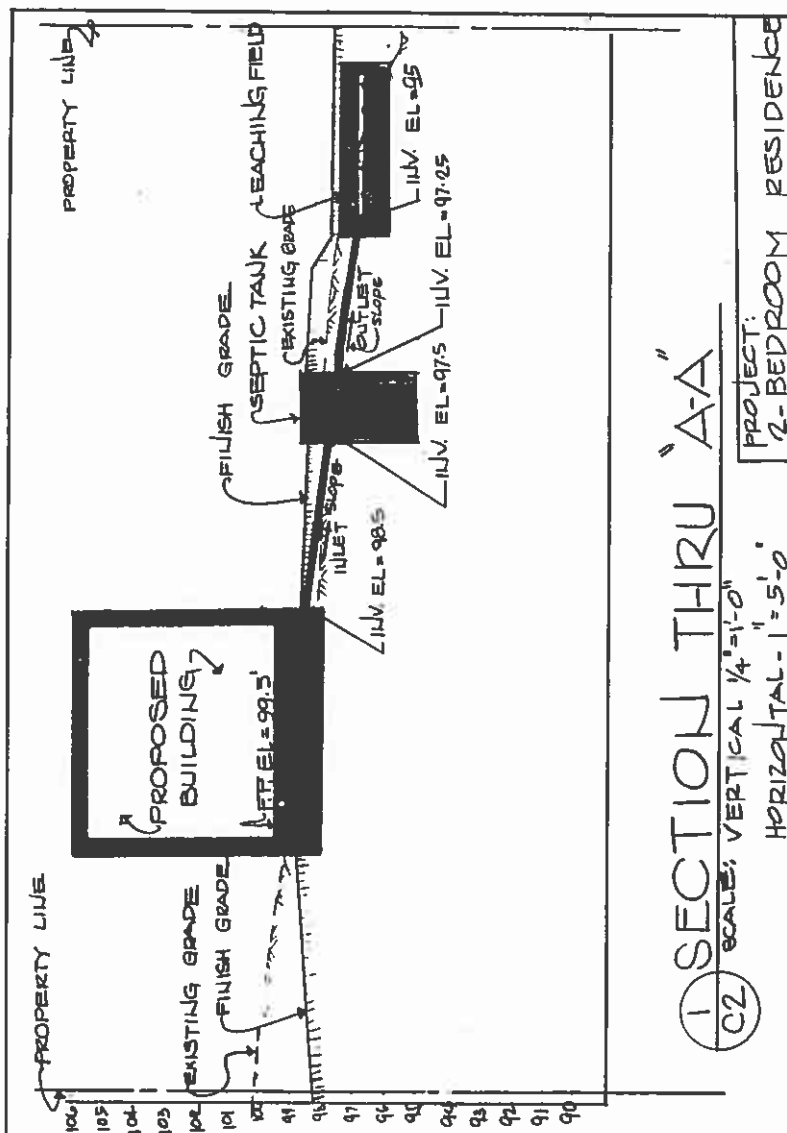 PROPERTY LINE
EXISTING GRADE
FINISH GRADE
PROPOSED
BUILDING
F.F. EL=99.5'
FINISH GRADE
SEPTIC TANK
EXISTING GRADE
LEACHING FIELD
PROPERTY LINE
INLET SLOPE
OUTLET
SLOPE
INV. EL=98.5
INV. EL=97.5
INV. EL=97.25
INV. EL=95
106
105
104
103
102
101
100
99
98
97
96
95
94
93
92
91
90
1
C2
SECTION THRU "A-A"
SCALE: VERTICAL 1/4"=1'-0"
HORIZONTAL - 1"=5'-0"
PROJECT:
2-BEDROOM RESIDENCE